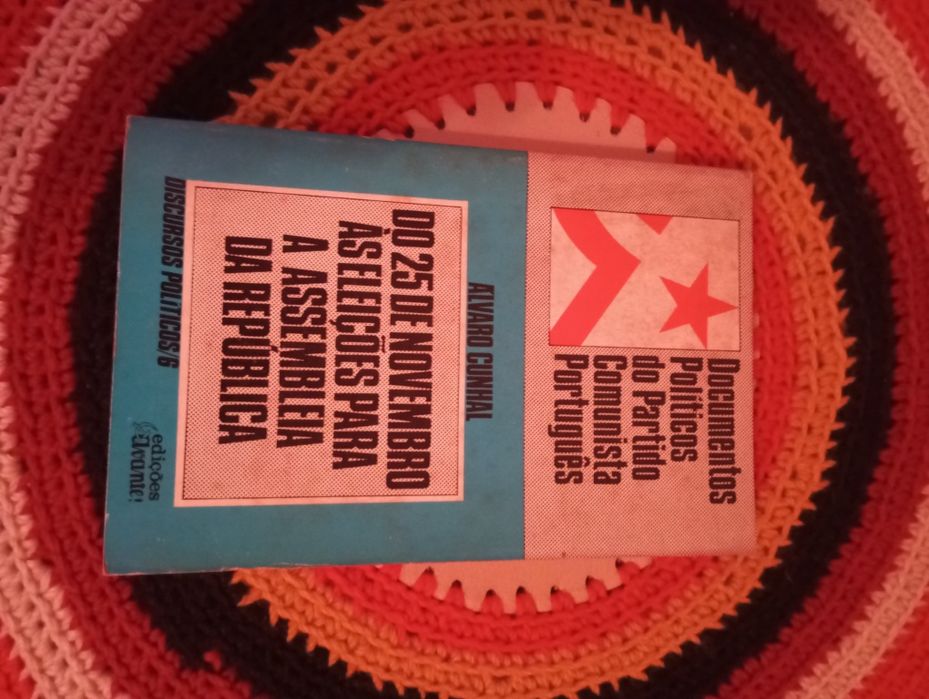 Documentos
Políticos
do Partido
Comunista
Português
ALVARO CUNHAL
DO 25 DE NOVEMBRO
ÀS ELEIÇÕES PARA
A ASSEMBLEIA
DA REPÚBLICA
DISCURSOS POLÍTICOS 6
edições
Avante!